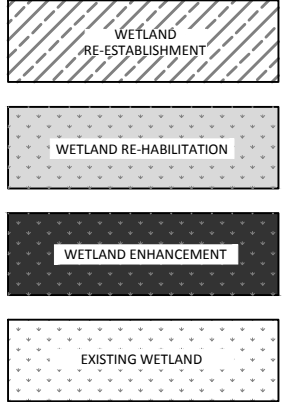 WETLAND
RE-ESTABLISHMENT
WETLAND RE-HABILITATION
WETLAND ENHANCEMENT
EXISTING WETLAND